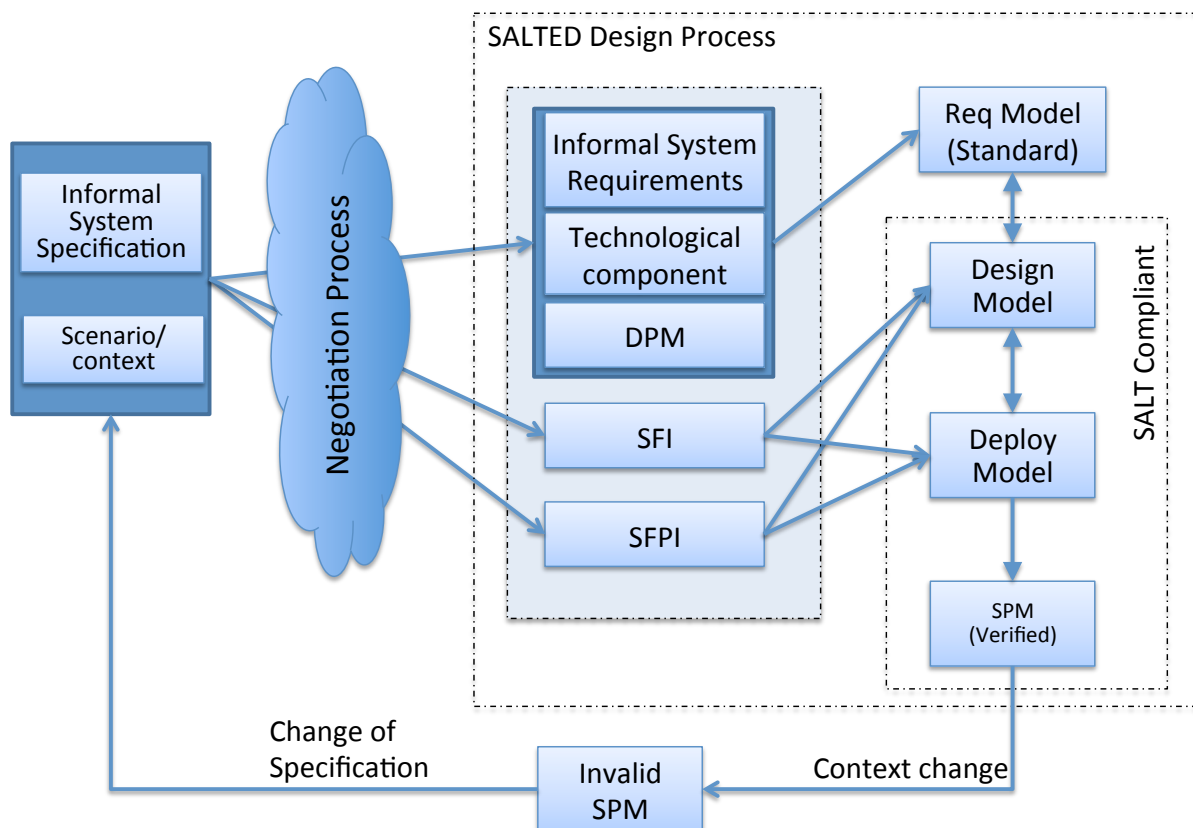 SALTED Design Process
Informal
System
Specification
Scenario/
context
Negotiation Process
Informal System
Requirements
Technological
component
DPM
SFI
SFPI
Req Model
(Standard)
Design
Model
Deploy
Model
SPM
(Verified)
SALT Compliant
Change of
Specification
Invalid
SPM
Context change